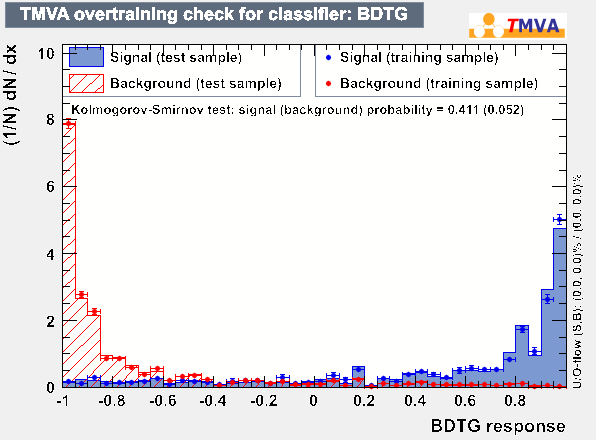 TMVA overtraining check for classifier: BDTG
TMVA
Signal (test sample)
Signal (training sample)
Background (test sample)
Background (training sample)
Kolmogorov-Smirnov test: signal (background) probability = 0.411 (0.052)
(1/N) dN / dx
10
8
6
4
2
0
-1 -0.8 -0.6 -0.4 -0.2 0 0.2 0.4 0.6 0.8
BDTG response
U/O-flow (S,B): (0.0, 0.0)% / (0.0, 0.0)%